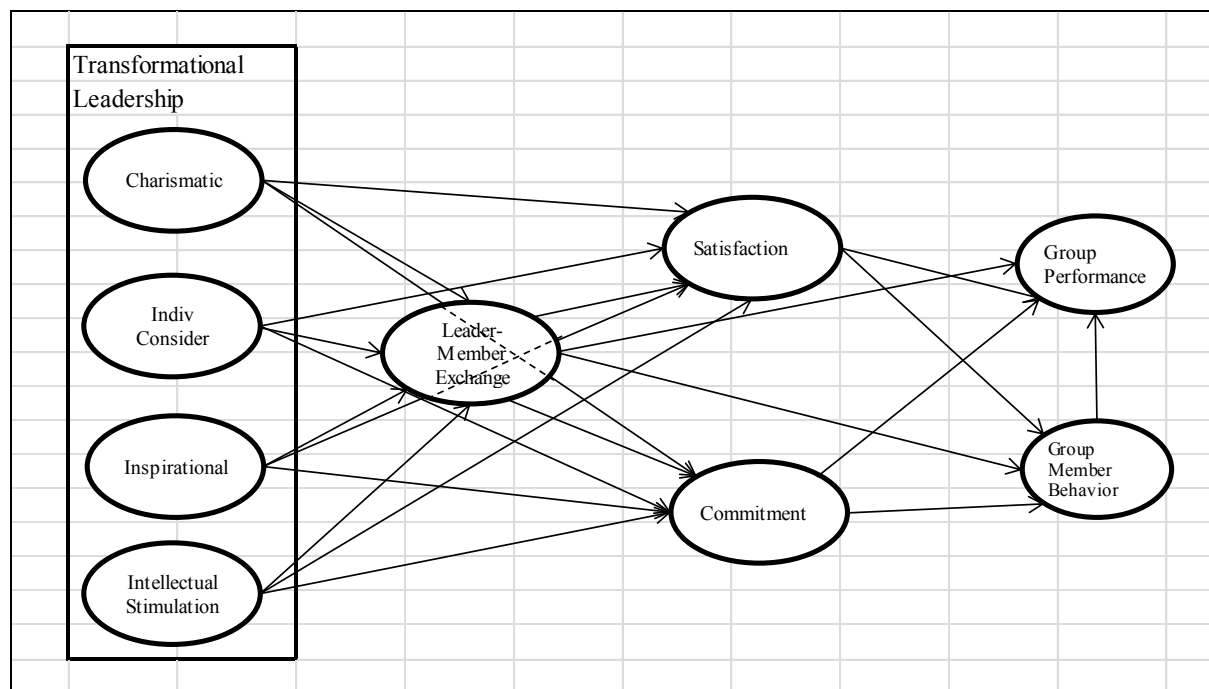 Transformational
Leadership
Charismatic
Indiv
Consider
Inspirational
Intellectual
Stimulation
Leader-
Member
Exchange
Satisfaction
Commitment
Group
Performance
Group
Member
Behavior